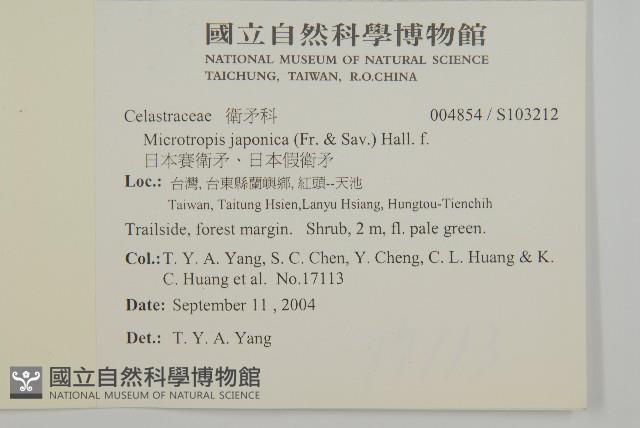 國立自然科學博物館
NATIONAL MUSEUM OF NATURAL SCIENCE
TAICHUNG, TAIWAN, R.O.CHINA
Celastraceae 衛矛科 004854 / S103212
Microtropis japonica (Fr. & Sav.) Hall. f.
日本賽衛矛、日本假衛矛
Loc.: 台灣, 台東縣蘭嶼鄉, 紅頭--天池
Taiwan, Taitung Hsien,Lanyu Hsiang, Hungtou-Tienchih
Trailside, forest margin. Shrub, 2 m, fl. pale green.
Col.: T. Y. A. Yang, S. C. Chen, Y. Cheng, C. L. Huang & K.
C. Huang et al. No.17113
Date: September 11 , 2004
Det.: T. Y. A. Yang
國立自然科學博物館
NATIONAL MUSEUM OF NATURAL SCIENCE